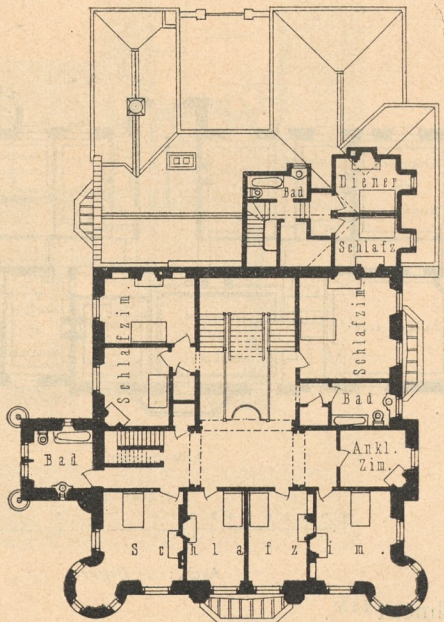 Bad
Diener
Schlafz
Schlafzim.
Schlafzim.
Bad
Bad
Ankl.
Zim.
Schlafzim.